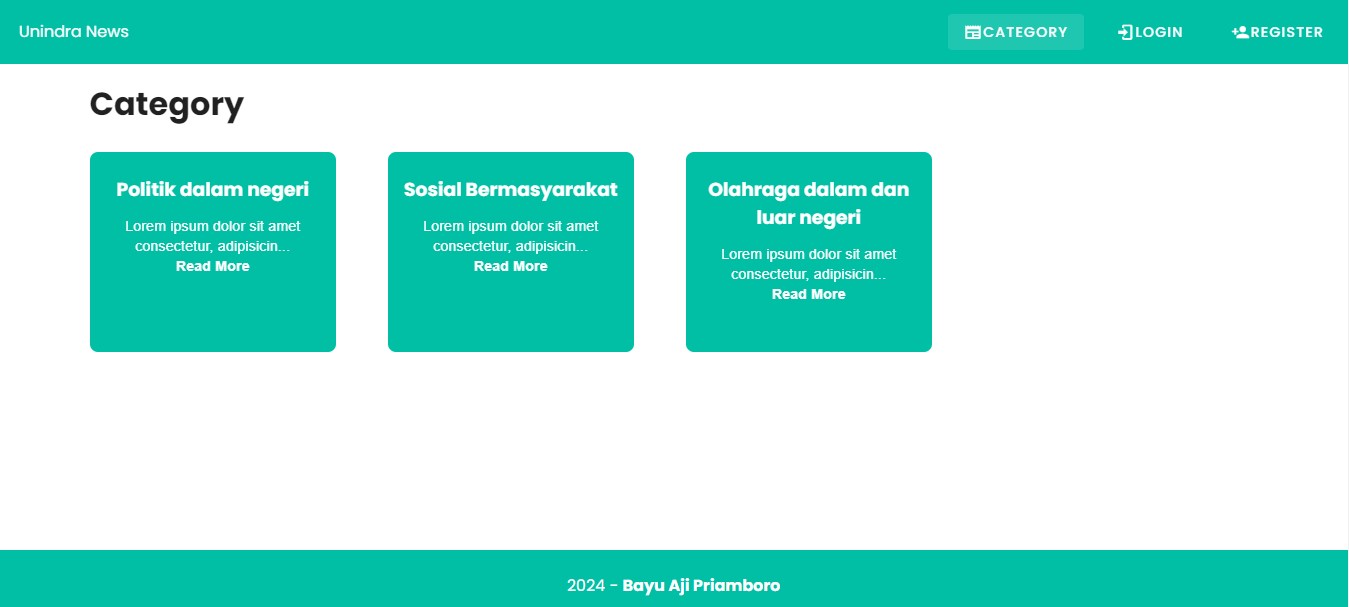 Unindra News
CATEGORY
LOGIN
REGISTER
Category
Politik dalam negeri
Lorem ipsum dolor sit amet
consectetur, adipisicin...
Read More
Sosial Bermasyarakat
Lorem ipsum dolor sit amet
consectetur, adipisicin...
Read More
Olahraga dalam dan
luar negeri
Lorem ipsum dolor sit amet
consectetur, adipisicin...
Read More
2024 - Bayu Aji Priamboro